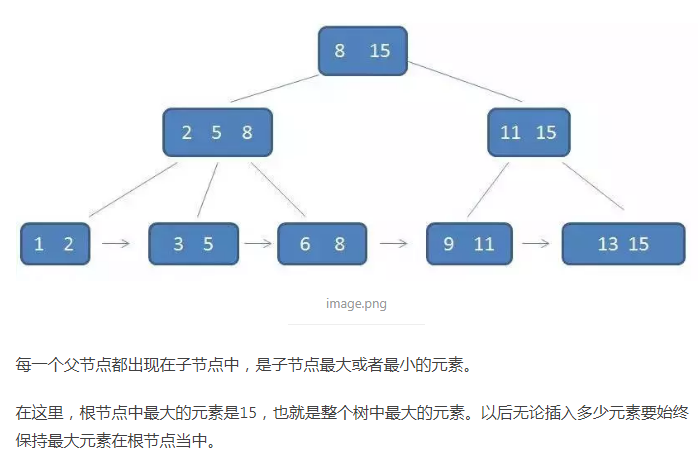 8 15
2 5 8
11 15
1 2
3 5
6 8
9 11
13 15
image.png
每一个父节点都出现在子节点中，是子节点最大或者最小的元素。
在这里，根节点中最大的元素是15，也就是整个树中最大的元素。以后无论插入多少元素要始终
保持最大元素在根节点当中。